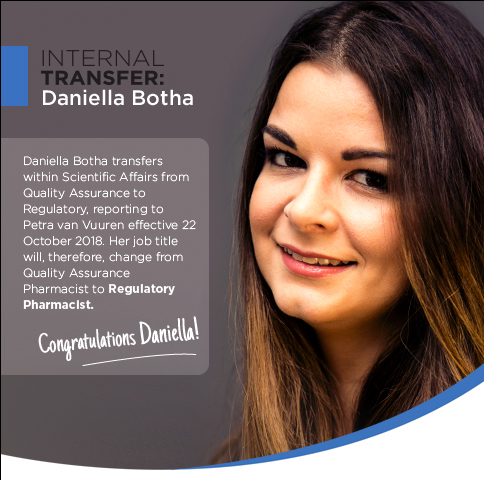 INTERNAL
TRANSFER:
Daniella Botha
Daniella Botha transfers
within Scientific Affairs from
Quality Assurance to
Regulatory, reporting to
Petra van Vuuren effective 22
October 2018. Her job title
will, therefore, change from
Quality Assurance
Pharmacist to Regulatory
Pharmacist.
Congratulations Daniella!